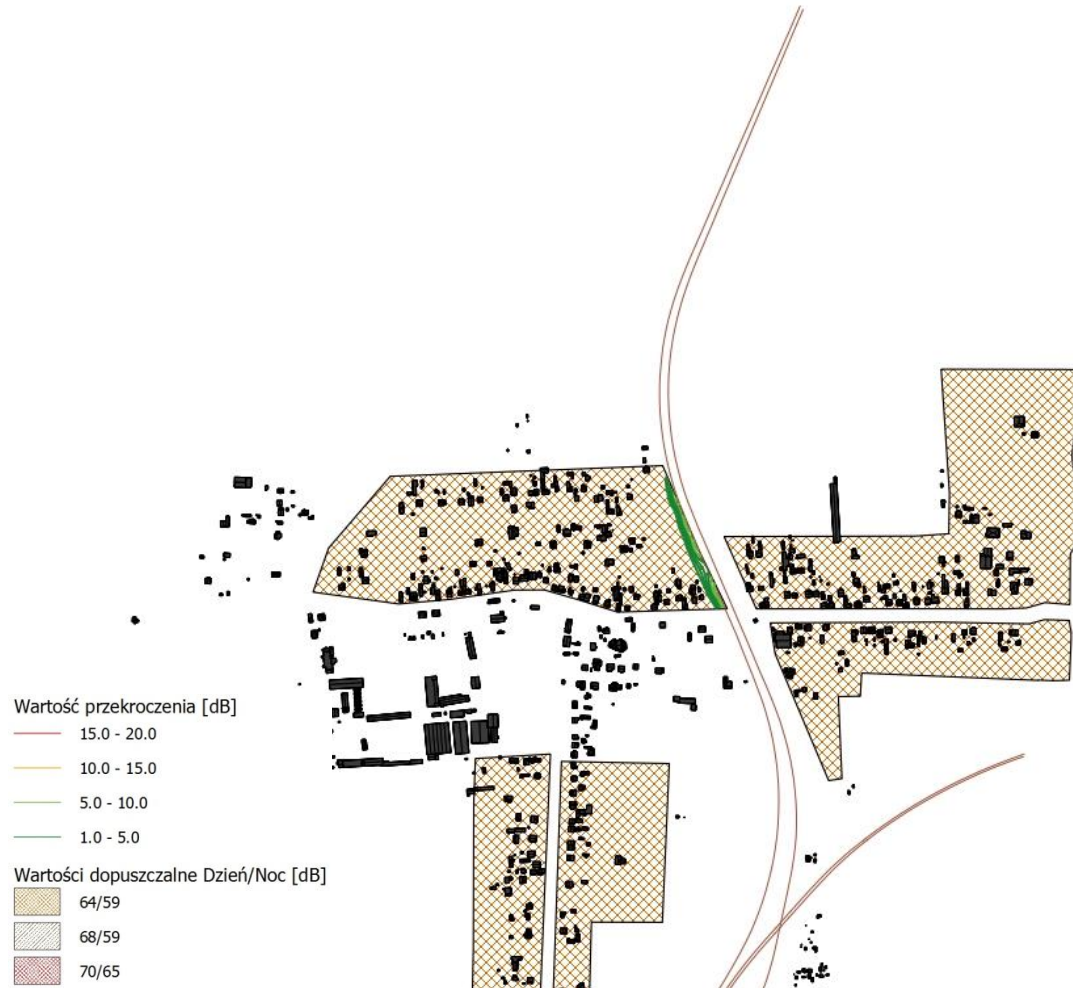 Wartość przekroczenia [dB]
15.0 - 20.0
10.0 - 15.0
5.0 - 10.0
1.0 - 5.0
Wartości dopuszczalne Dzień/Noc [dB]
64/59
68/59
70/65